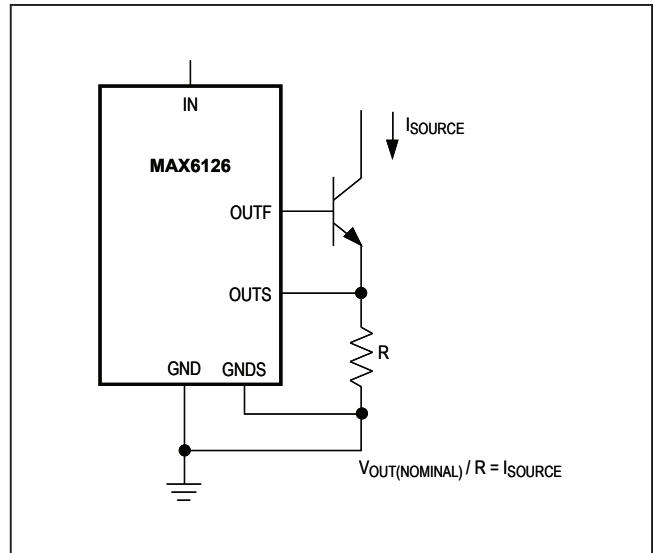 IN
MAX6126
ISOURCE
OUTF
OUTS
R
GND GNDS
VOUT(NOMINAL) / R = ISOURCE